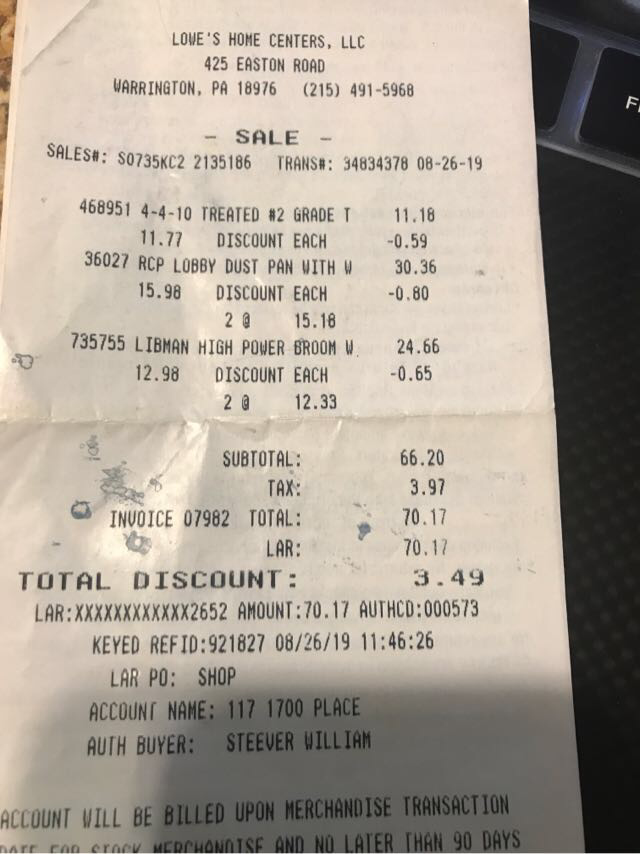 LOWE'S HOME CENTERS, LLC
425 EASTON ROAD
WARRINGTON, PA 18976 (215) 491-5968
- SALE -
SALES#: S0735KC2 2135186 TRANS#: 34834378 08-26-19
468951 4-4-10 TREATED #2 GRADE T 11.18
11.77 DISCOUNT EACH -0.59
36027 RCP LOBBY DUST PAN WITH W 30.36
15.98 DISCOUNT EACH -0.80
2 @ 15.18
735755 LIBMAN HIGH POWER BROOM W 24.66
12.98 DISCOUNT EACH -0.65
2 @ 12.33
SUBTOTAL: 66.20
TAX: 3.97
INVOICE 07982 TOTAL: 70.17
LAR: 70.17
TOTAL DISCOUNT: 3.49
LAR:XXXXXXXXXXXX2652 AMOUNT:70.17 AUTHCD:000573
KEYED REFID:921827 08/26/19 11:46:26
LAR PO: SHOP
ACCOUNT NAME: 117 1700 PLACE
AUTH BUYER: STEEVER WILLIAM
ACCOUNT WILL BE BILLED UPON MERCHANDISE TRANSACTION
DATE FOR STOCK MERCHANDISE AND NO LATER THAN 90 DAYS